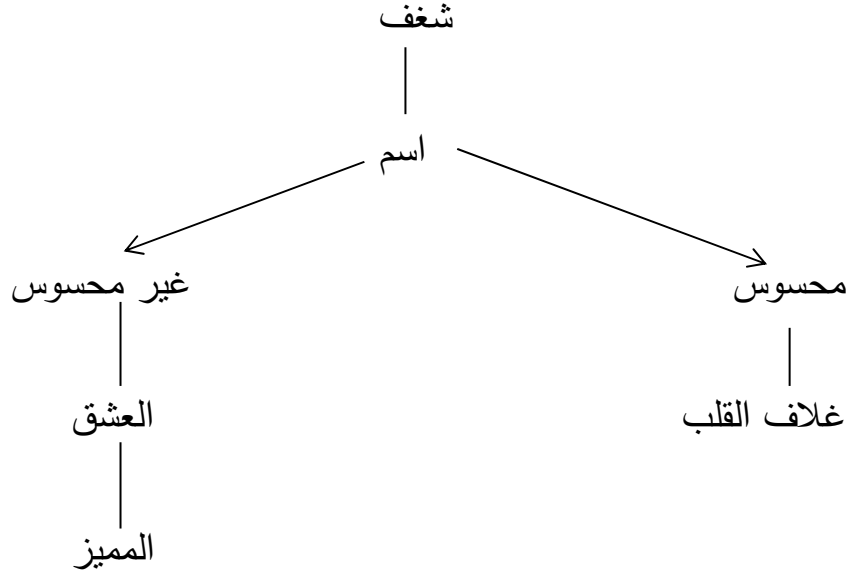 شغف
اسم
محسوس
غير محسوس
غلاف القلب
العشق
المميز